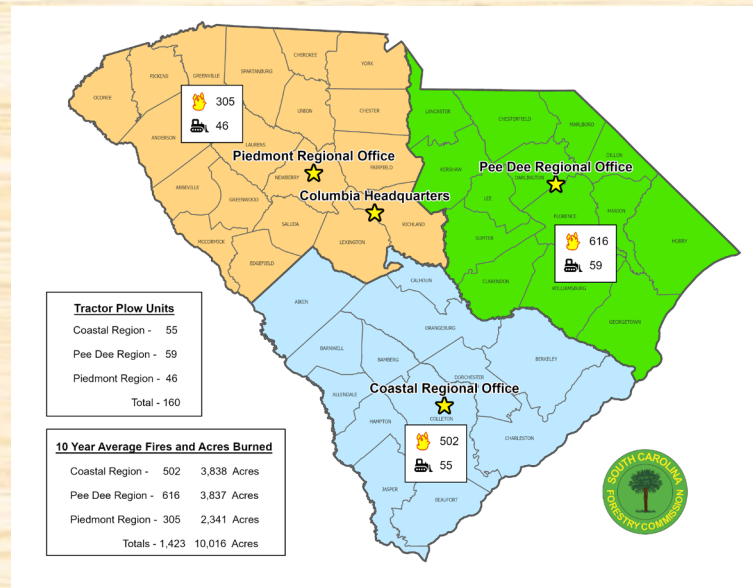 CHEROKEE
YORK
SPARTANBURG
GREENVILLE
PICKENS
OCONEE
UNION
CHESTER
LANCASTER
CHESTERFIELD
MARLBORO
305
46
ANDERSON
LAURENS
Piedmont Regional Office
FAIRFIELD
KERSHAW
DILLON
Pee Dee Regional Office
DARLINGTON
NEWBERRY
ABBEVILLE
GREENWOOD
Columbia Headquarters
LEE
MARION
FLORENCE
SALUDA
RICHLAND
LEXINGTON
MCCORMICK
SUMTER
616
59
HORRY
EDGEFIELD
CLARENDON
WILLIAMSBURG
CALHOUN
AIKEN
ORANGEBURG
GEORGETOWN
BARNWELL
BAMBERG
BERKELEY
DORCHESTER
Coastal Regional Office
ALLENDALE
HAMPTON
COLLETON
CHARLESTON
502
55
JASPER
BEAUFORT
Tractor Plow Units
Coastal Region - 55
Pee Dee Region - 59
Piedmont Region - 46
Total - 160
10 Year Average Fires and Acres Burned
Coastal Region - 502 3,838 Acres
Pee Dee Region - 616 3,837 Acres
Piedmont Region - 305 2,341 Acres
Totals - 1,423 10,016 Acres
SOUTH CAROLINA
FORESTRY COMMISSION